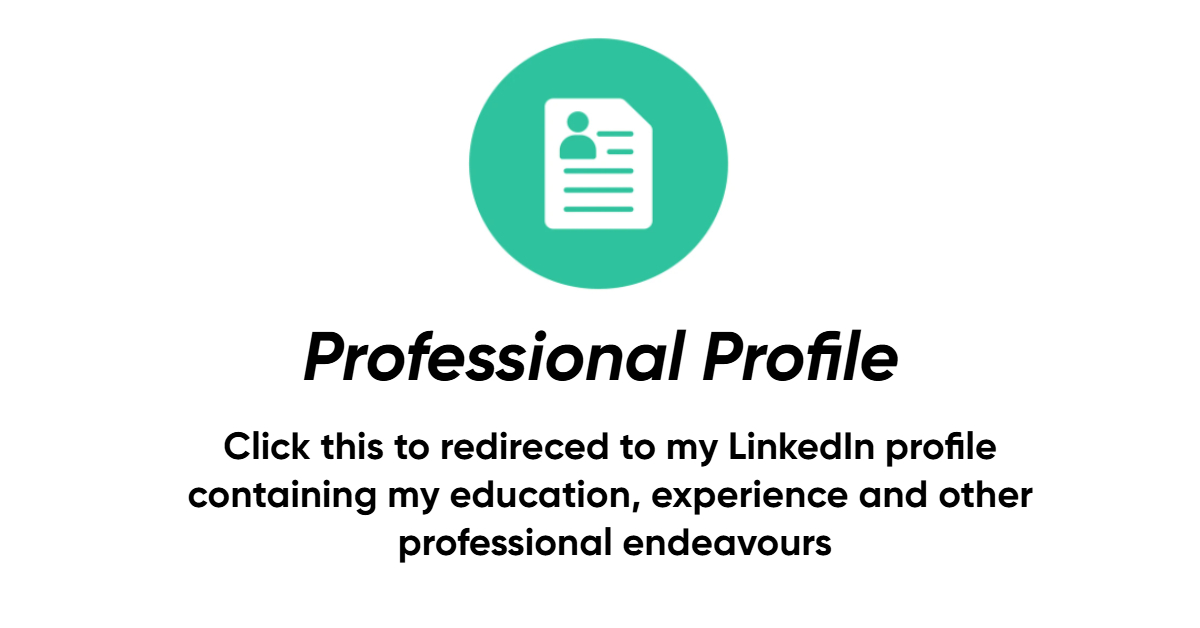 Professional Profile
Click this to redireced to my LinkedIn profile
containing my education, experience and other
professional endeavours